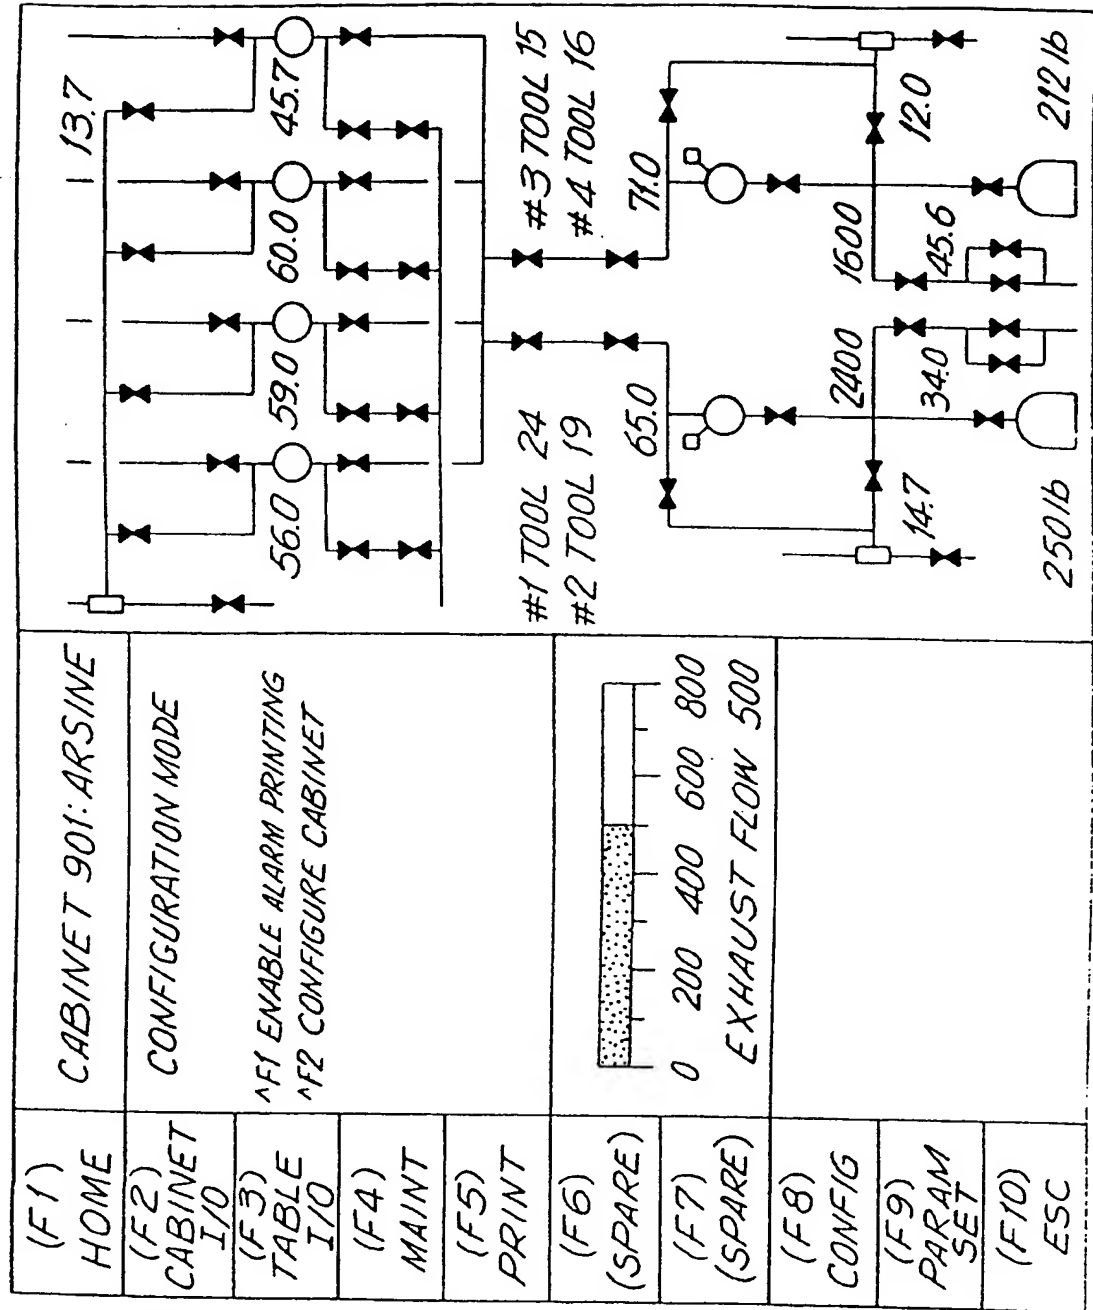 (F1)
HOME
(F2)
CABINET
I/O
(F3)
TABLE
I/O
(F4)
MAINT
(F5)
PRINT
(F6)
(SPARE)
(F7)
(SPARE)
(F8)
CONFIG
(F9)
PARAM
SET
(F10)
ESC
CABINET 901: ARSINE
CONFIGURATION MODE
^F1 ENABLE ALARM PRINTING
^F2 CONFIGURE CABINET
0 200 400 600 800
EXHAUST FLOW 500
13.7
56.0 59.0 60.0 45.7
#1 TOOL 24 #3 TOOL 15
#2 TOOL 19 #4 TOOL 16
65.0 71.0
2400 1600
14.7 34.0 45.6 12.0
250 lb 212 lb